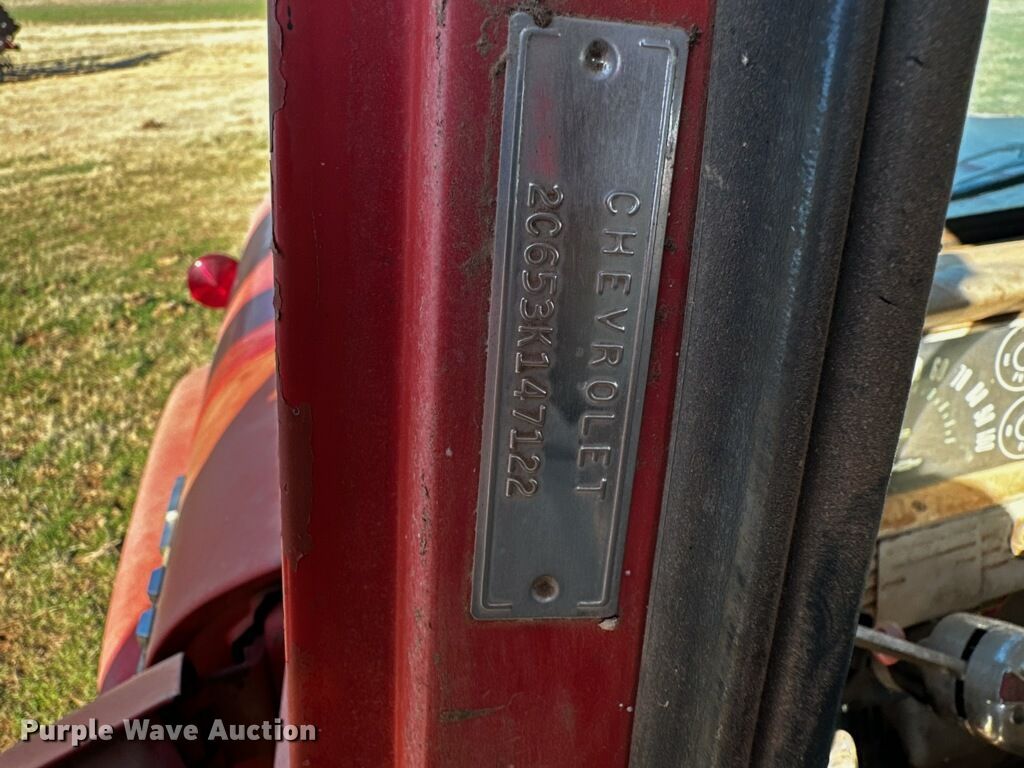 CHEVROLET
2C653K147122
Purple Wave Auction